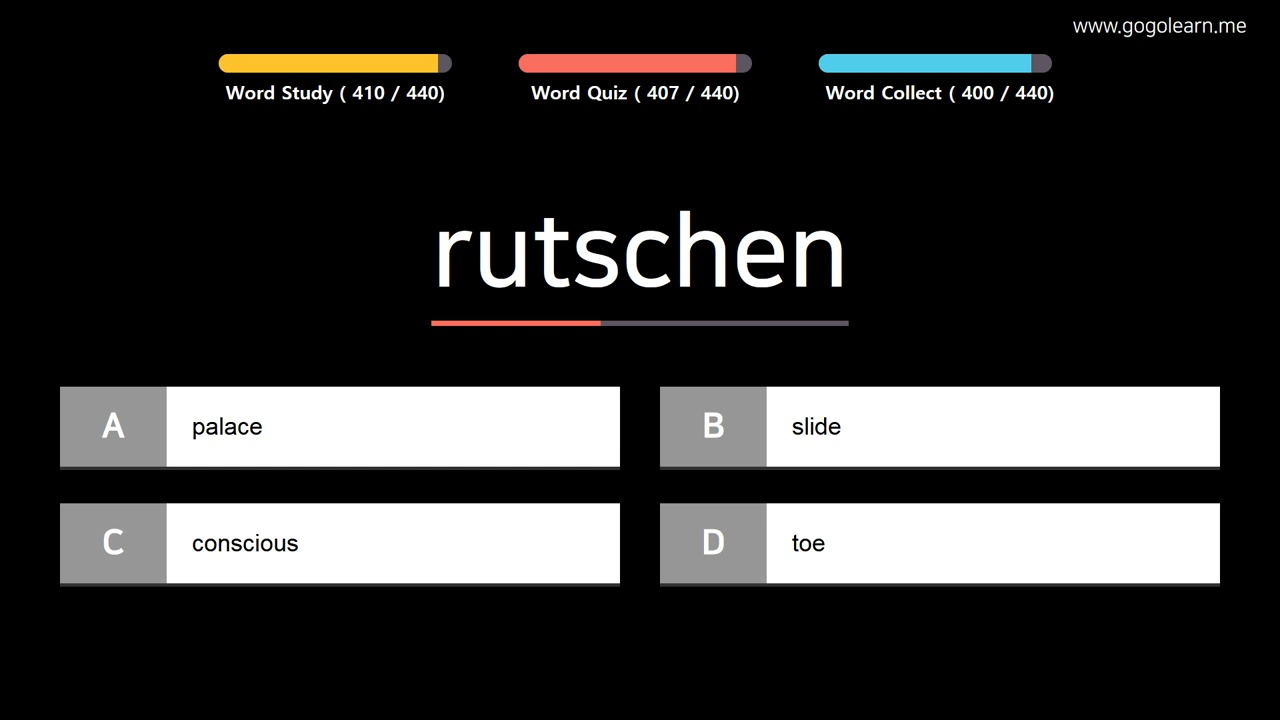 www.gogolearn.me
Word Study ( 410 / 440)
Word Quiz ( 407 / 440)
Word Collect ( 400 / 440)
rutschen
A palace
B slide
C conscious
D toe